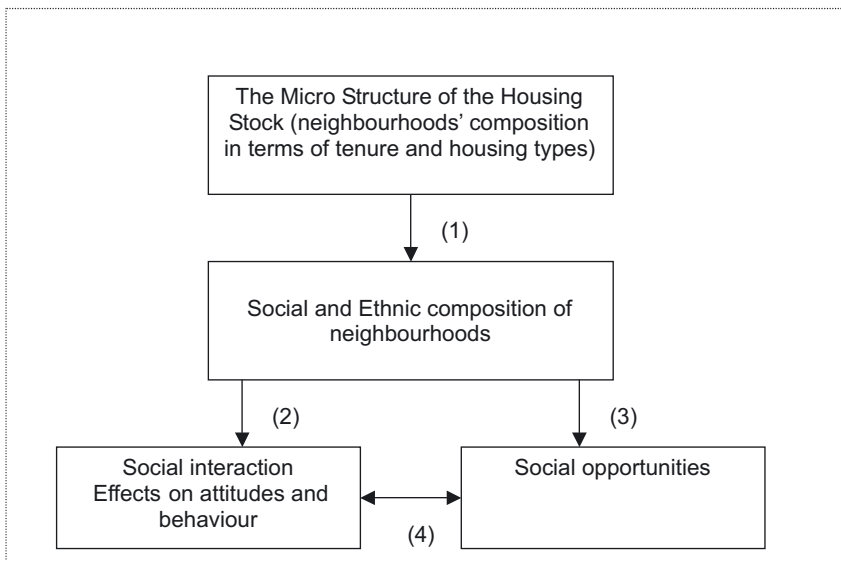 The Micro Structure of the Housing
Stock (neighbourhoods’ composition
in terms of tenure and housing types)
(1)
Social and Ethnic composition of
neighbourhoods
(2)
(3)
Social interaction
Effects on attitudes and
behaviour
Social opportunities
(4)